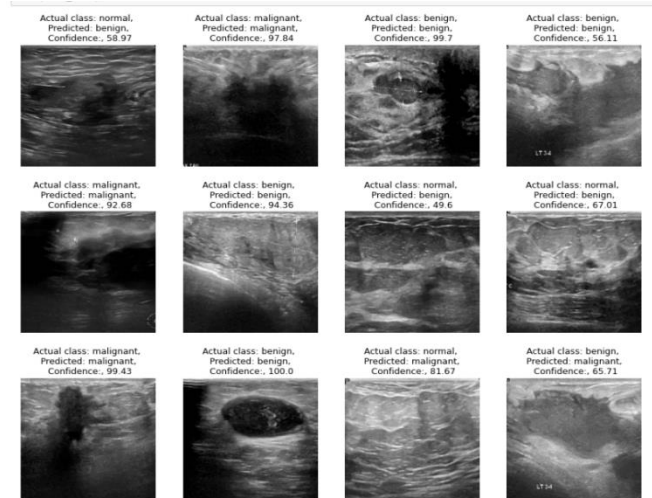 Actual class: normal,
Predicted: benign,
Confidence:, 58.97
Actual class: malignant,
Predicted: malignant,
Confidence:, 97.84
Actual class: benign,
Predicted: benign,
Confidence:, 99.7
Actual class: benign,
Predicted: benign,
Confidence:, 56.11
LT34
Actual class: malignant,
Predicted: malignant,
Confidence:, 92.68
Actual class: benign,
Predicted: benign,
Confidence:, 94.36
Actual class: normal,
Predicted: benign,
Confidence:, 49.6
Actual class: normal,
Predicted: benign,
Confidence:, 67.01
Actual class: malignant,
Predicted: malignant,
Confidence:, 99.43
Actual class: benign,
Predicted: benign,
Confidence:, 100.0
Actual class: normal,
Predicted: malignant,
Confidence:, 81.67
Actual class: benign,
Predicted: malignant,
Confidence:, 65.71
LT34